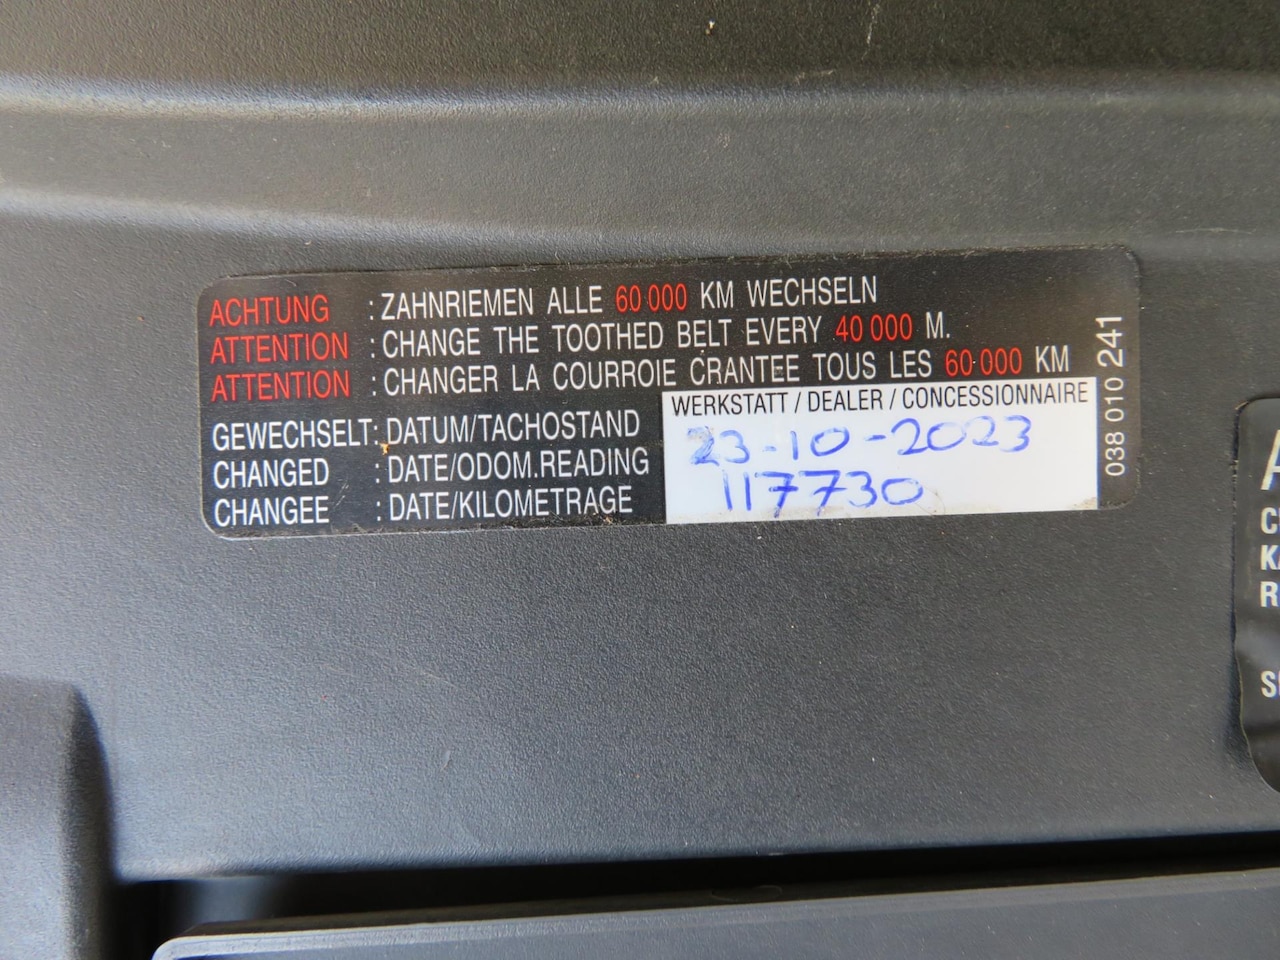 ACHTUNG : ZAHNRIEMEN ALLE 60 000 KM WECHSELN
ATTENTION : CHANGE THE TOOTHED BELT EVERY 40 000 M.
ATTENTION : CHANGER LA COURROIE CRANTEE TOUS LES 60 000 KM
WERKSTATT / DEALER / CONCESSIONNAIRE
GEWECHSELT: DATUM/TACHOSTAND
CHANGED : DATE/ODOM.READING
CHANGEE : DATE/KILOMETRAGE
23-10-2023
117730
038 010 241